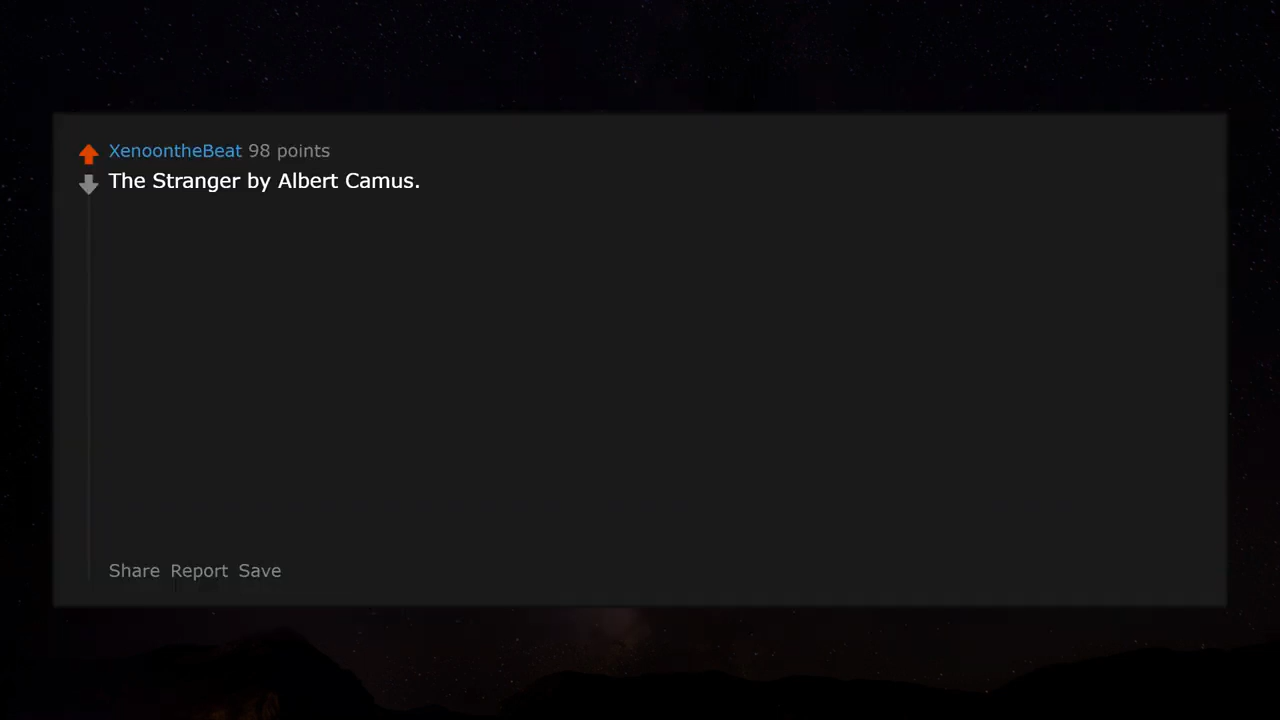 XenoontheBeat 98 points
The Stranger by Albert Camus.
Share Report Save